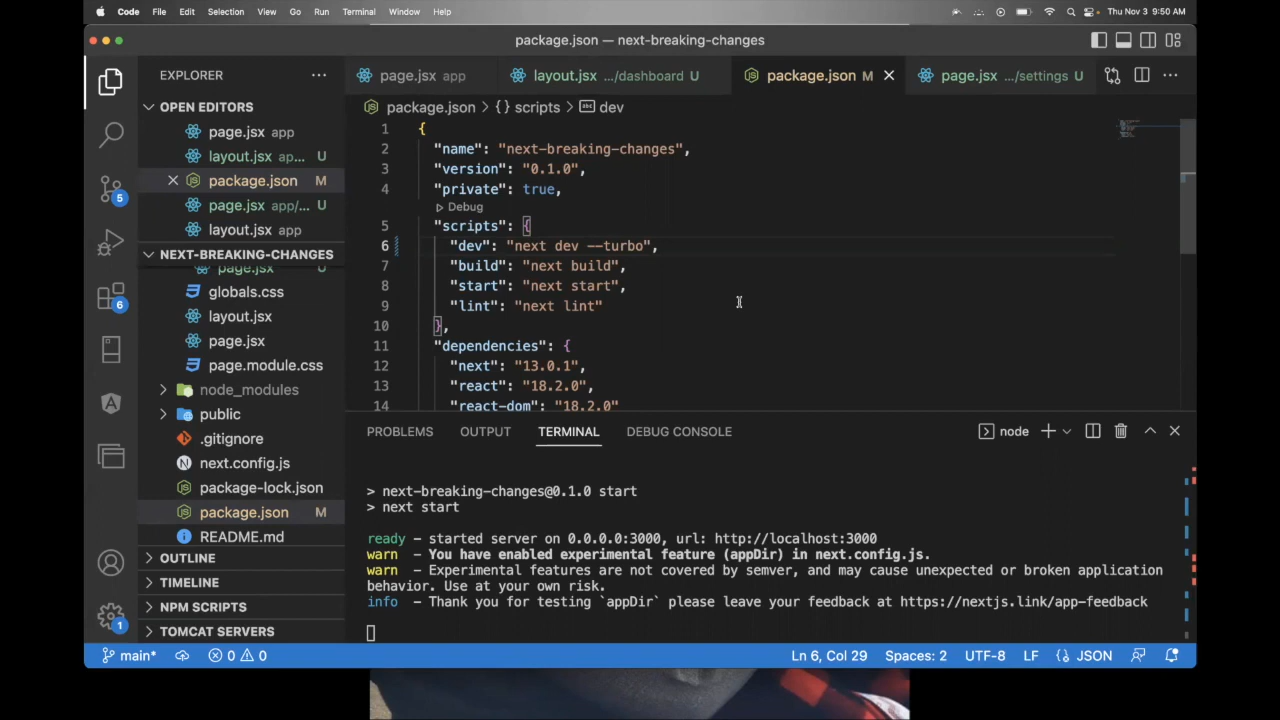 Code File Edit Selection View Go Run Terminal Window Help Thu Nov 3 9:50 AM
package.json — next-breaking-changes
EXPLORER
page.jsx app layout.jsx .../dashboard U package.json M page.jsx .../settings U
package.json > {} scripts > dev
OPEN EDITORS
page.jsx app
layout.jsx ap... U
package.json M
page.jsx app/... U
layout.jsx app
NEXT-BREAKING-CHANGES
page.jsx U
globals.css
layout.jsx
page.jsx
page.module.css
node_modules
public
.gitignore
next.config.js
package-lock.json
package.json M
README.md
OUTLINE
TIMELINE
NPM SCRIPTS
TOMCAT SERVERS
5
6
1
1 {
2 "name": "next-breaking-changes",
3 "version": "0.1.0",
4 "private": true,
Debug
5 "scripts": {
6 "dev": "next dev --turbo",
7 "build": "next build",
8 "start": "next start",
9 "lint": "next lint"
10 },
11 "dependencies": {
12 "next": "13.0.1",
13 "react": "18.2.0",
14 "react-dom": "18.2.0"
PROBLEMS OUTPUT TERMINAL DEBUG CONSOLE node
> next-breaking-changes@0.1.0 start
> next start
ready - started server on 0.0.0.0:3000, url: http://localhost:3000
warn - You have enabled experimental feature (appDir) in next.config.js.
warn - Experimental features are not covered by semver, and may cause unexpected or broken application
behavior. Use at your own risk.
info - Thank you for testing `appDir` please leave your feedback at https://nextjs.link/app-feedback
main* 0 0 Ln 6, Col 29 Spaces: 2 UTF-8 LF {} JSON